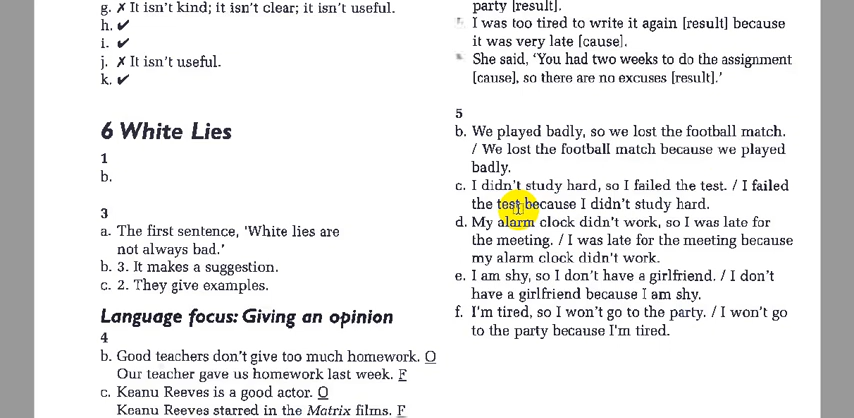 g. ✗ It isn't kind; it isn't clear; it isn't useful.
h. ✔
i. ✔
j. ✗ It isn't useful.
k. ✔
6 White Lies
1
b.
3
a. The first sentence, 'White lies are
not always bad.'
b. 3. It makes a suggestion.
c. 2. They give examples.
Language focus: Giving an opinion
4
b. Good teachers don't give too much homework. O
Our teacher gave us homework last week. F
c. Keanu Reeves is a good actor. O
Keanu Reeves starred in the Matrix films. F
party [result].
I was too tired to write it again [result] because
it was very late [cause].
She said, 'You had two weeks to do the assignment
[cause], so there are no excuses [result].'
5
b. We played badly, so we lost the football match.
/ We lost the football match because we played
badly.
c. I didn't study hard, so I failed the test. / I failed
the test because I didn't study hard.
d. My alarm clock didn't work, so I was late for
the meeting. / I was late for the meeting because
my alarm clock didn't work.
e. I am shy, so I don't have a girlfriend. / I don't
have a girlfriend because I am shy.
f. I'm tired, so I won't go to the party. / I won't go
to the party because I'm tired.